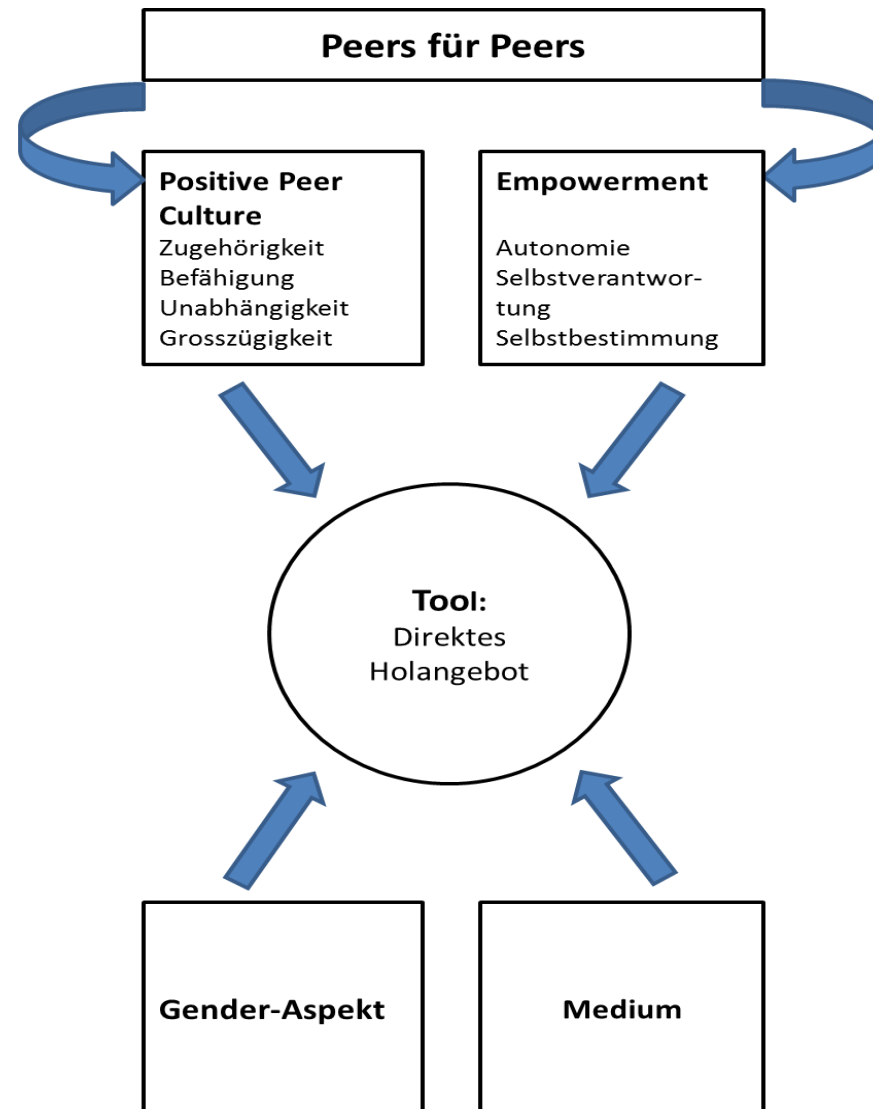 Peers für Peers
Positive Peer
Culture
Zugehörigkeit
Befähigung
Unabhängigkeit
Grosszügigkeit
Empowerment
Autonomie
Selbstverantwor-
tung
Selbstbestimmung
Tool:
Direktes
Holangebot
Gender-Aspekt
Medium